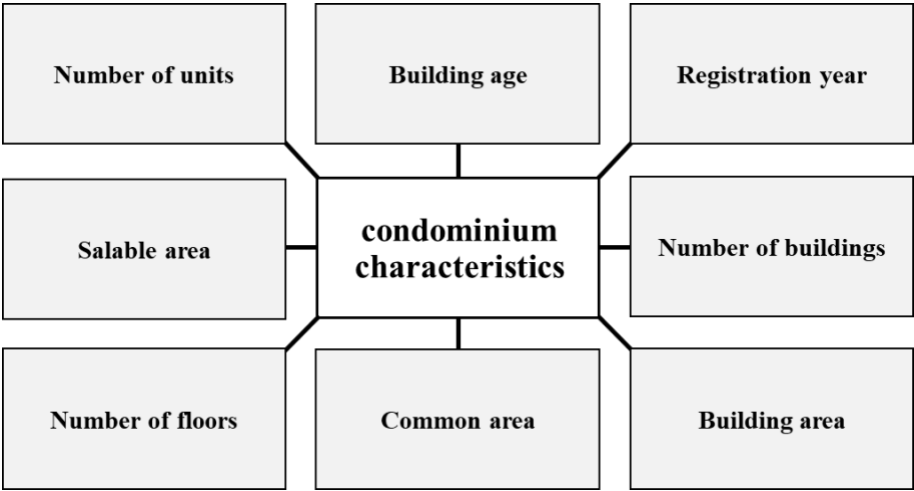 Number of units
Building age
Registration year
Salable area
condominium
characteristics
Number of buildings
Number of floors
Common area
Building area